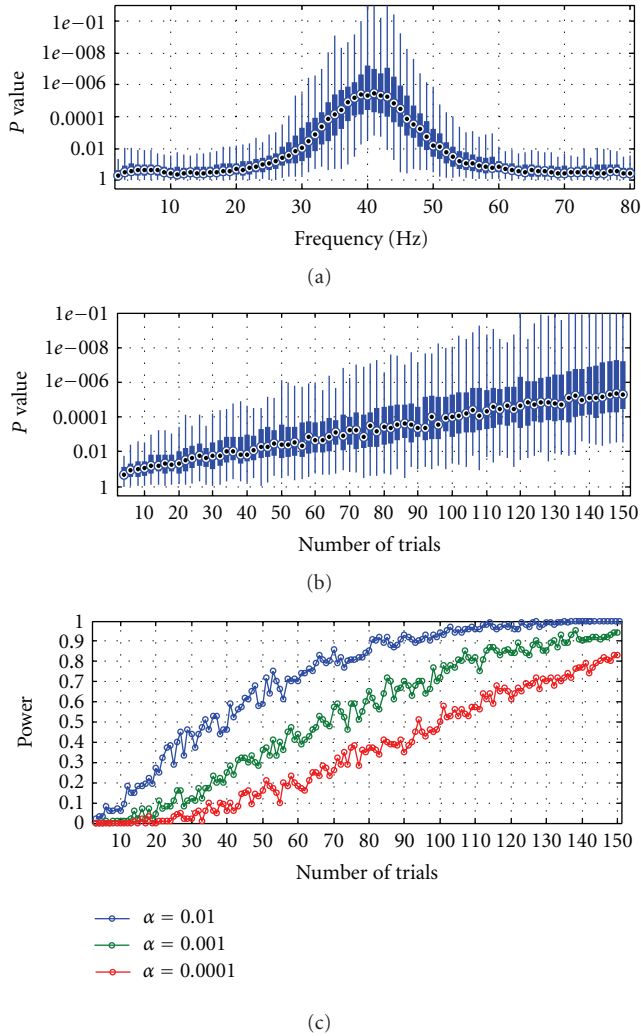 1e−01
1e−008
1e−006
0.0001
0.01
1
P value
10 20 30 40 50 60 70 80
Frequency (Hz)
(a)
1e−01
1e−008
1e−006
0.0001
0.01
1
P value
10 20 30 40 50 60 70 80 90 100 110 120 130 140 150
Number of trials
(b)
1
0.9
0.8
0.7
0.6
0.5
0.4
0.3
0.2
0.1
0
Power
10 20 30 40 50 60 70 80 90 100 110 120 130 140 150
Number of trials
α = 0.01
α = 0.001
α = 0.0001
(c)